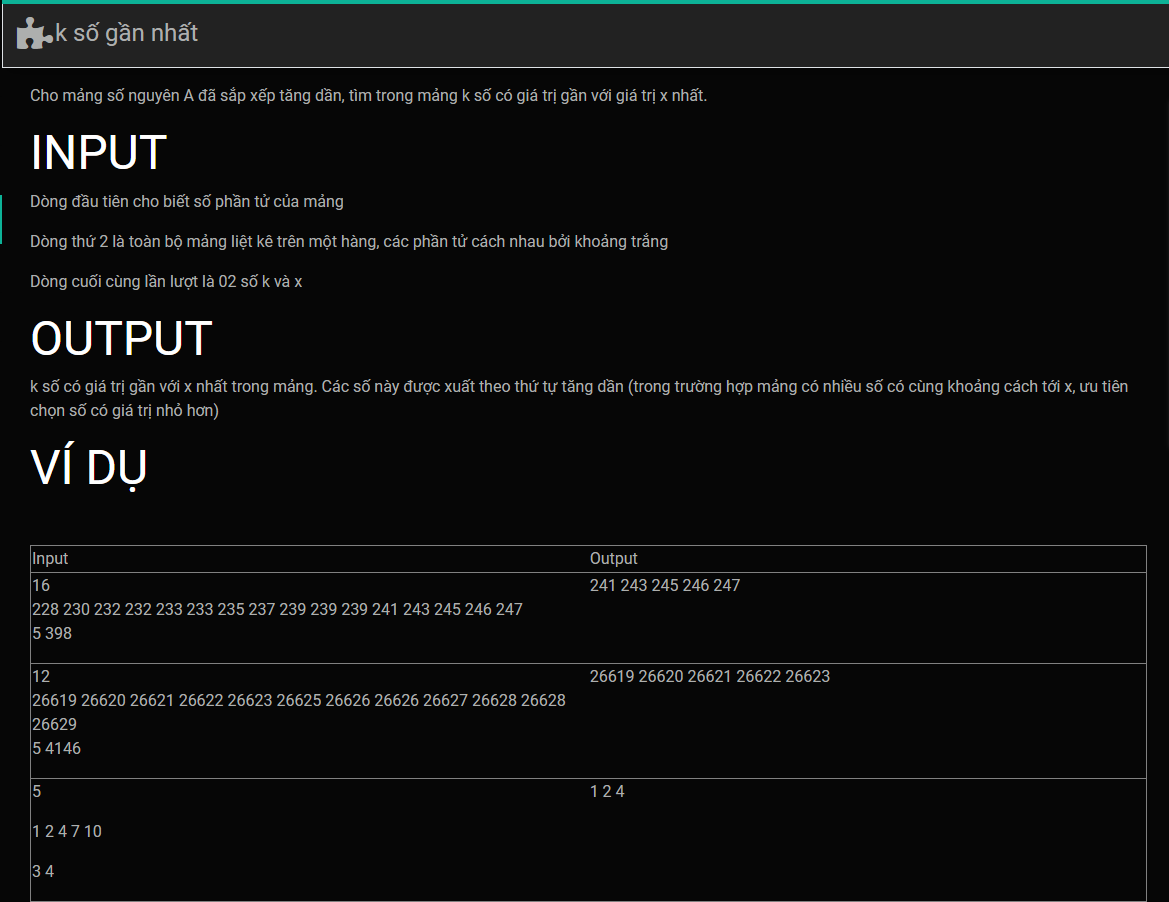 k số gần nhất
Cho mảng số nguyên A đã sắp xếp tăng dần, tìm trong mảng k số có giá trị gần với giá trị x nhất.
INPUT
Dòng đầu tiên cho biết số phần tử của mảng
Dòng thứ 2 là toàn bộ mảng liệt kê trên một hàng, các phần tử cách nhau bởi khoảng trắng
Dòng cuối cùng lần lượt là 02 số k và x
OUTPUT
k số có giá trị gần với x nhất trong mảng. Các số này được xuất theo thứ tự tăng dần (trong trường hợp mảng có nhiều số có cùng khoảng cách tới x, ưu tiên
chọn số có giá trị nhỏ hơn)
VÍ DỤ
Input Output
16 241 243 245 246 247
228 230 232 232 233 233 235 237 239 239 239 241 243 245 246 247
5 398
12 26619 26620 26621 26622 26623
26619 26620 26621 26622 26623 26625 26626 26626 26627 26628 26628
26629
5 4146
5 1 2 4
1 2 4 7 10
3 4